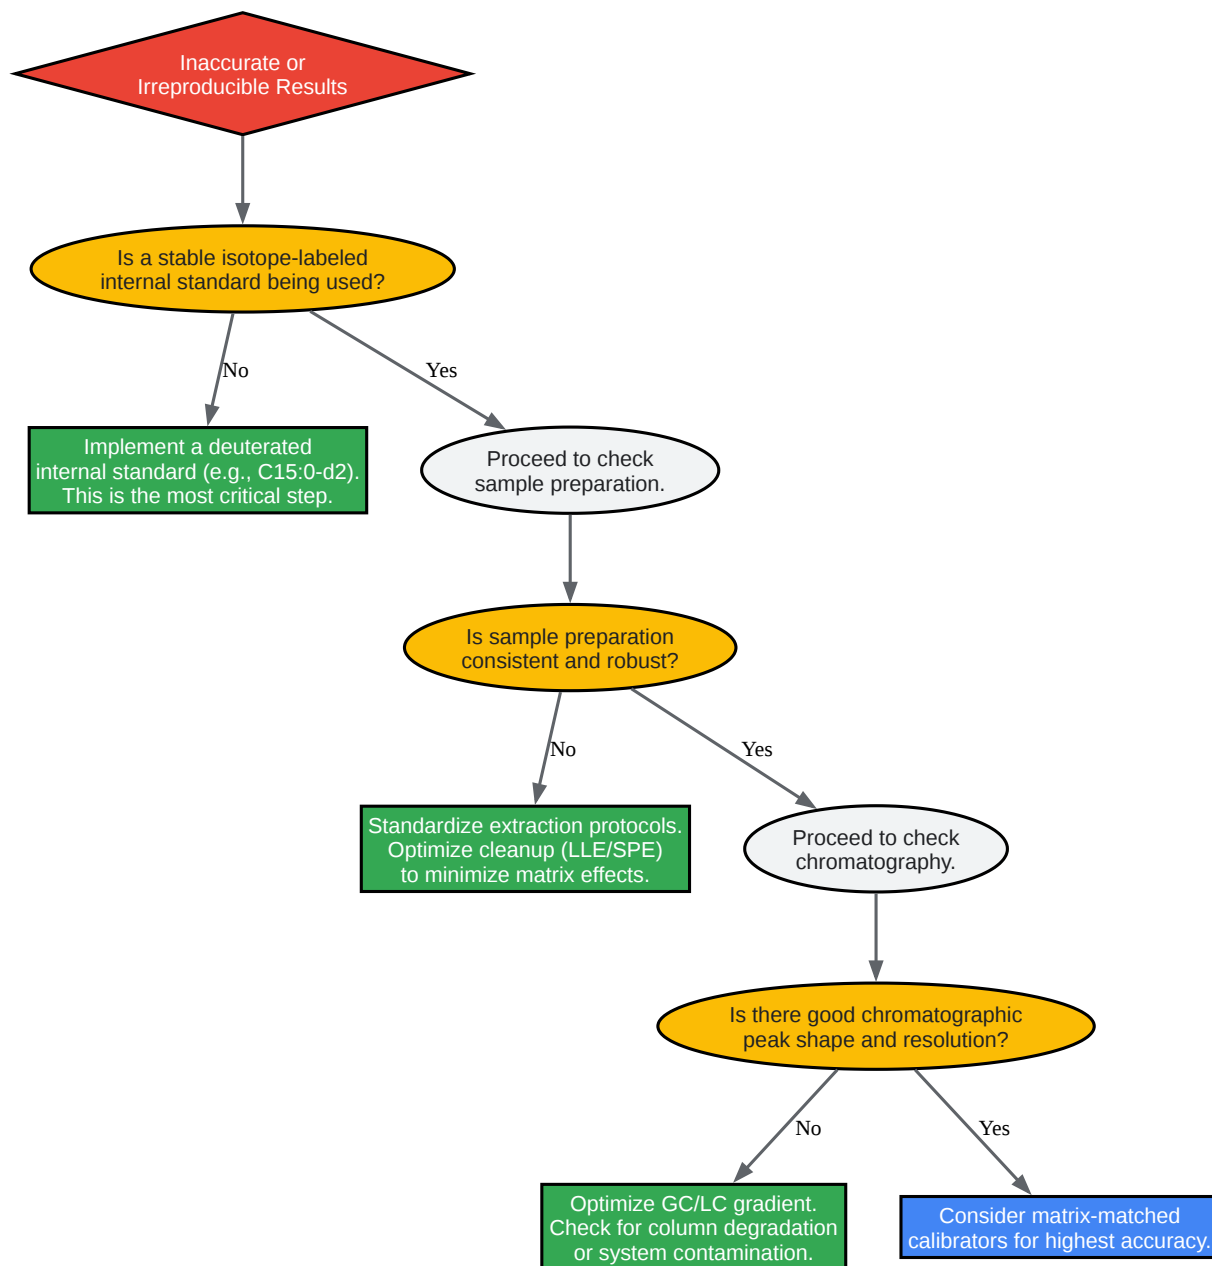 Inaccurate or
Irreproducible Results
Is a stable isotope-labeled
internal standard being used?
No
Yes
Implement a deuterated
internal standard (e.g., C15:0-d2).
This is the most critical step.
Proceed to check
sample preparation.
Is sample preparation
consistent and robust?
No
Yes
Standardize extraction protocols.
Optimize cleanup (LLE/SPE)
to minimize matrix effects.
Proceed to check
chromatography.
Is there good chromatographic
peak shape and resolution?
No
Yes
Optimize GC/LC gradient.
Check for column degradation
or system contamination.
Consider matrix-matched
calibrators for highest accuracy.